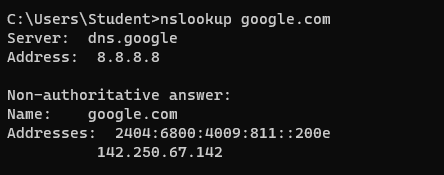 C:\Users\Student>nslookup google.com
Server:  dns.google
Address:  8.8.8.8

Non-authoritative answer:
Name:    google.com
Addresses:  2404:6800:4009:811::200e
          142.250.67.142